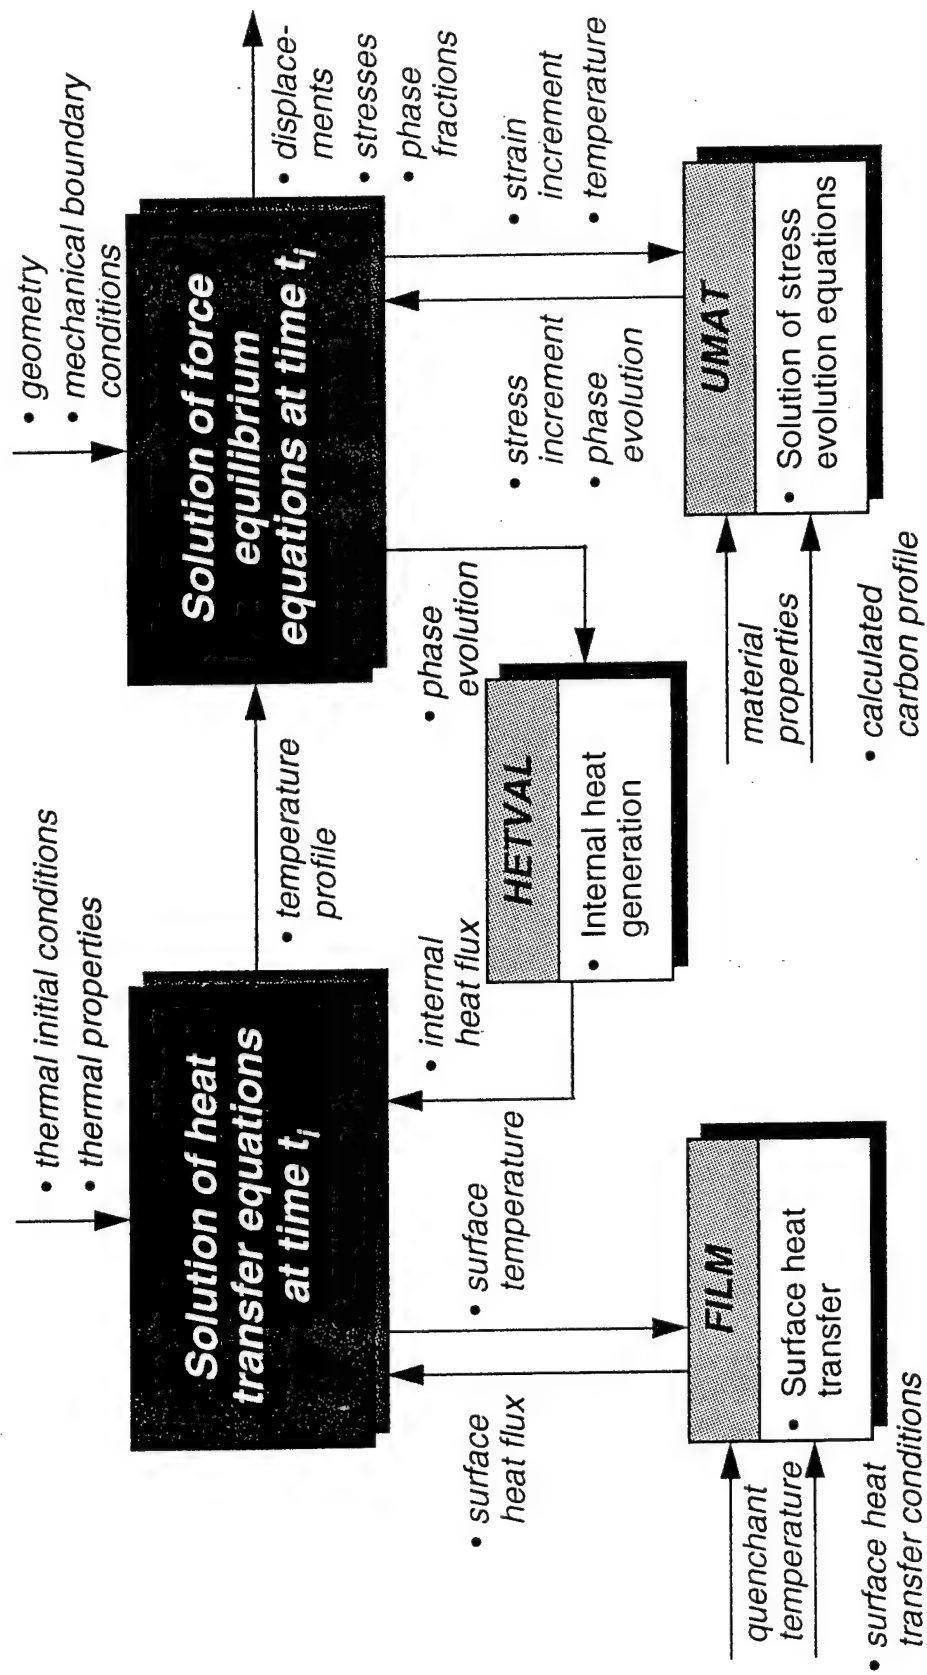 • thermal initial conditions
• thermal properties
Solution of heat
transfer equations
at time tᵢ
• temperature
profile
• geometry
• mechanical boundary
conditions
Solution of force
equilibrium
equations at time tᵢ
• displace-
ments
• stresses
• phase
fractions
• surface
heat flux
• surface
temperature
• internal
heat flux
• phase
evolution
• stress
increment
• phase
evolution
• strain
increment
• temperature
HETVAL
• Internal heat
generation
quenchant
temperature
• surface heat
transfer conditions
FILM
• Surface heat
transfer
material
properties
• calculated
carbon profile
UMAT
• Solution of stress
evolution equations